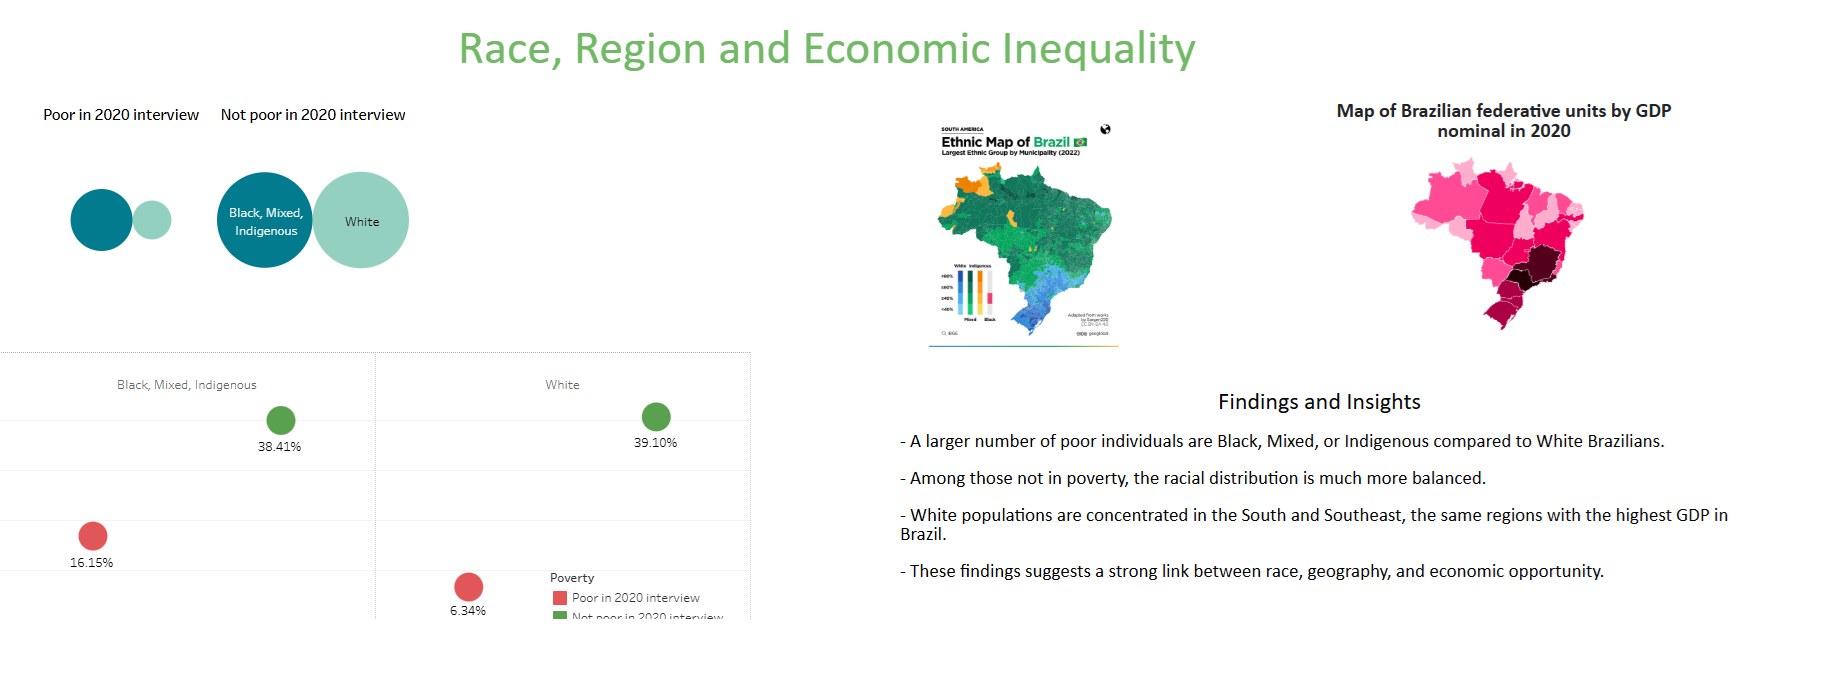 Race, Region and Economic Inequality
Poor in 2020 interview
Not poor in 2020 interview
Black, Mixed,
Indigenous
White
Black, Mixed, Indigenous
White
38.41%
39.10%
16.15%
6.34%
Poverty
Poor in 2020 interview
Not poor in 2020 interview
SOUTH AMERICA
Ethnic Map of Brazil
Largest Ethnic Group by Municipality (2022)
White Indigenous
Mixed Black
Adapted from works
Map of Brazilian federative units by GDP
nominal in 2020
Findings and Insights
- A larger number of poor individuals are Black, Mixed, or Indigenous compared to White Brazilians.
- Among those not in poverty, the racial distribution is much more balanced.
- White populations are concentrated in the South and Southeast, the same regions with the highest GDP in
Brazil.
- These findings suggests a strong link between race, geography, and economic opportunity.